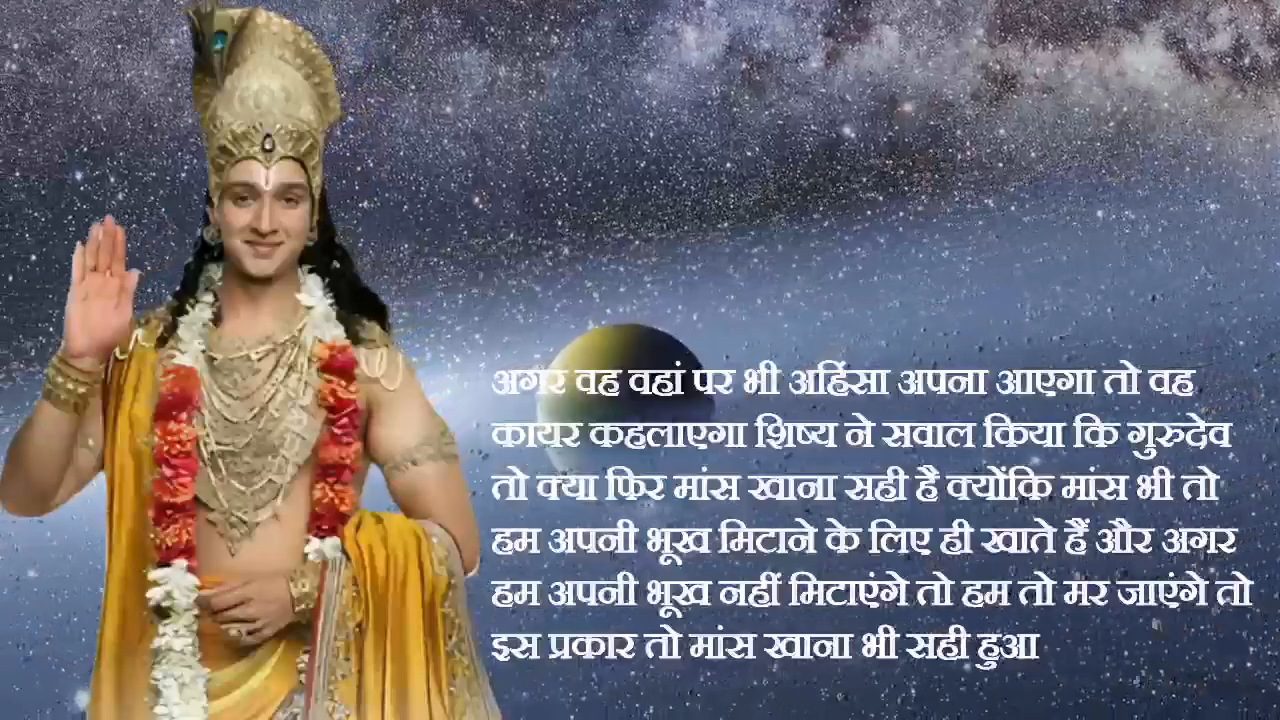 अगर वह वहां पर भी अहिंसा अपना आएगा तो वह
कायर कहलाएगा शिष्य ने सवाल किया कि गुरुदेव
तो क्या फिर मांस खाना सही है क्योंकि मांस भी तो
हम अपनी भूख मिटाने के लिए ही खाते हैं और अगर
हम अपनी भूख नहीं मिटाएंगे तो हम तो मर जाएंगे तो
इस प्रकार तो मांस खाना भी सही हुआ